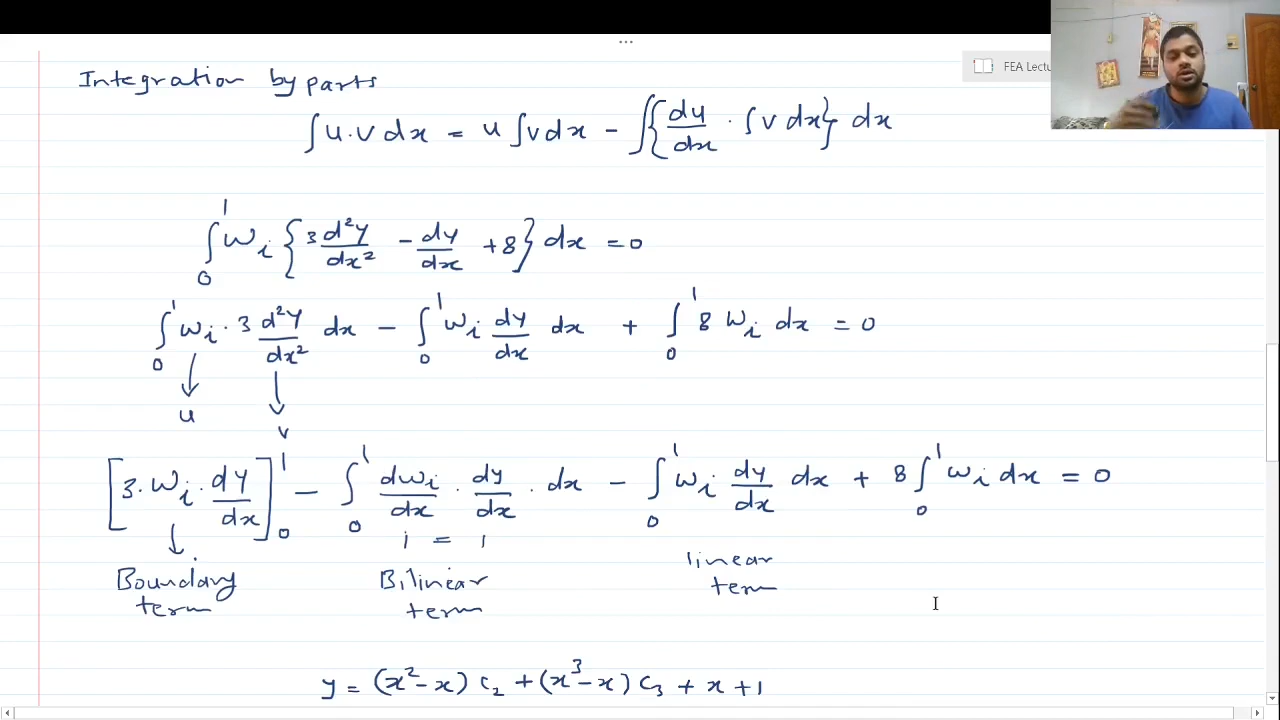 FEA Lectu
Integration by parts
∫ u·v dx = u ∫v dx − ∫{ du/dx · ∫v dx } dx
∫₀¹ wᵢ { 3 d²y/dx² − dy/dx + 8 } dx = 0
∫₀¹ wᵢ · 3 d²y/dx² dx − ∫₀¹ wᵢ dy/dx dx + ∫₀¹ 8 wᵢ dx = 0
u
v
[ 3·wᵢ·dy/dx ]₀¹ − ∫₀¹ dwᵢ/dx · dy/dx · dx − ∫₀¹ wᵢ dy/dx dx + 8 ∫₀¹ wᵢ dx = 0
1 = 1
Boundary term
Bilinear term
linear term
y = (x² − x) c₂ + (x³ − x) c₃ + x + 1